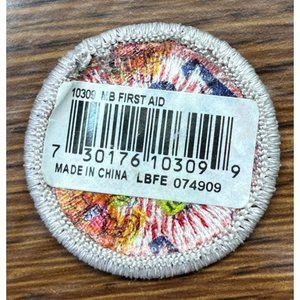 10309 MB FIRST AID
7 30176 10309 9
MADE IN CHINA LBFE 074909